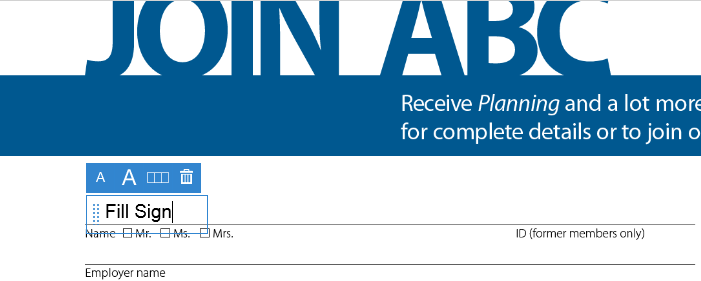 JOIN ABC
Receive Planning and a lot more
for complete details or to join o
A A
Fill Sign
Name Mr. Ms. Mrs. ID (former members only)
Employer name